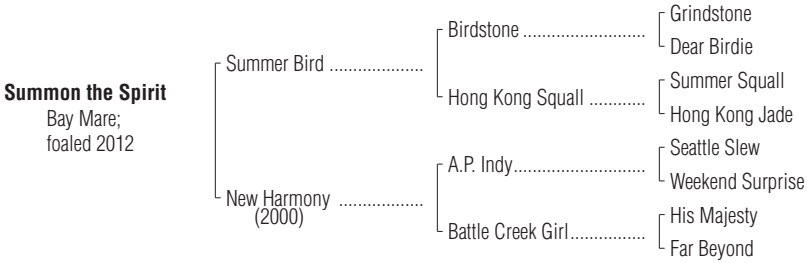 Grindstone
Birdstone ..........................
Dear Birdie
Summer Bird ....................
Summer Squall
Hong Kong Squall ............
Hong Kong Jade
Summon the Spirit
Bay Mare;
foaled 2012
Seattle Slew
A.P. Indy............................
Weekend Surprise
New Harmony ..................
(2000)
His Majesty
Battle Creek Girl................
Far Beyond